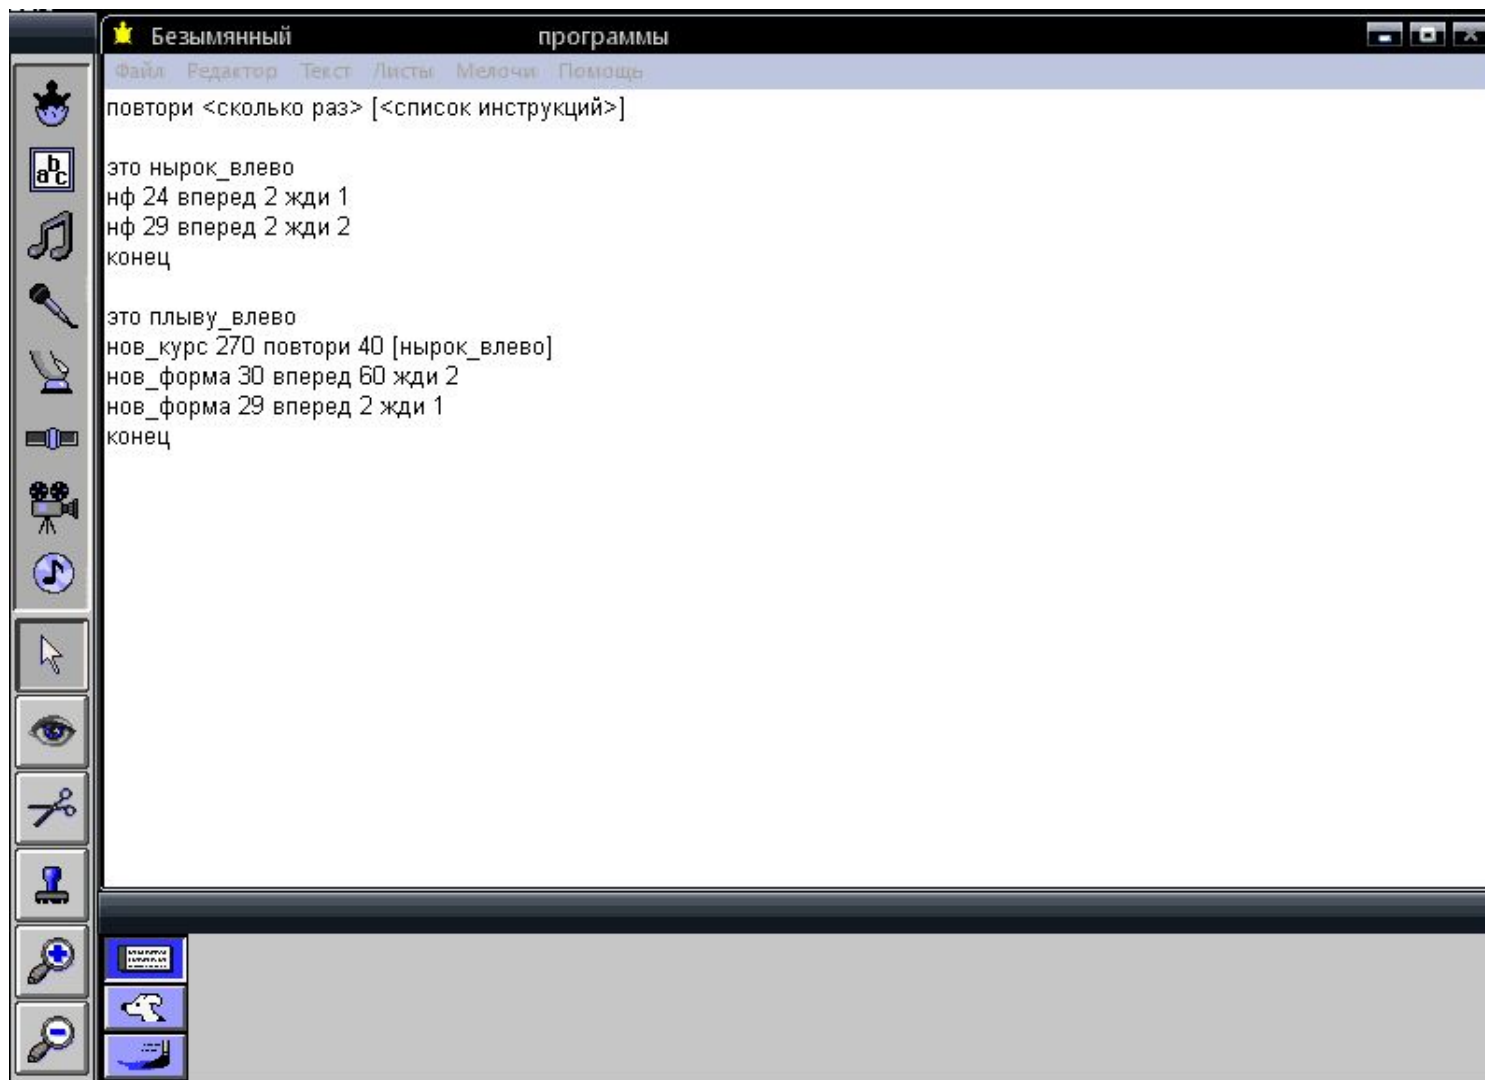 Безымянный программы
Файл Редактор Текст Листы Мелочи Помощь
повтори <сколько раз> [<список инструкций>]
это нырок_влево
нф 24 вперед 2 жди 1
нф 29 вперед 2 жди 2
конец
это плыву_влево
нов_курс 270 повтори 40 [нырок_влево]
нов_форма 30 вперед 60 жди 2
нов_форма 29 вперед 2 жди 1
конец
a b c